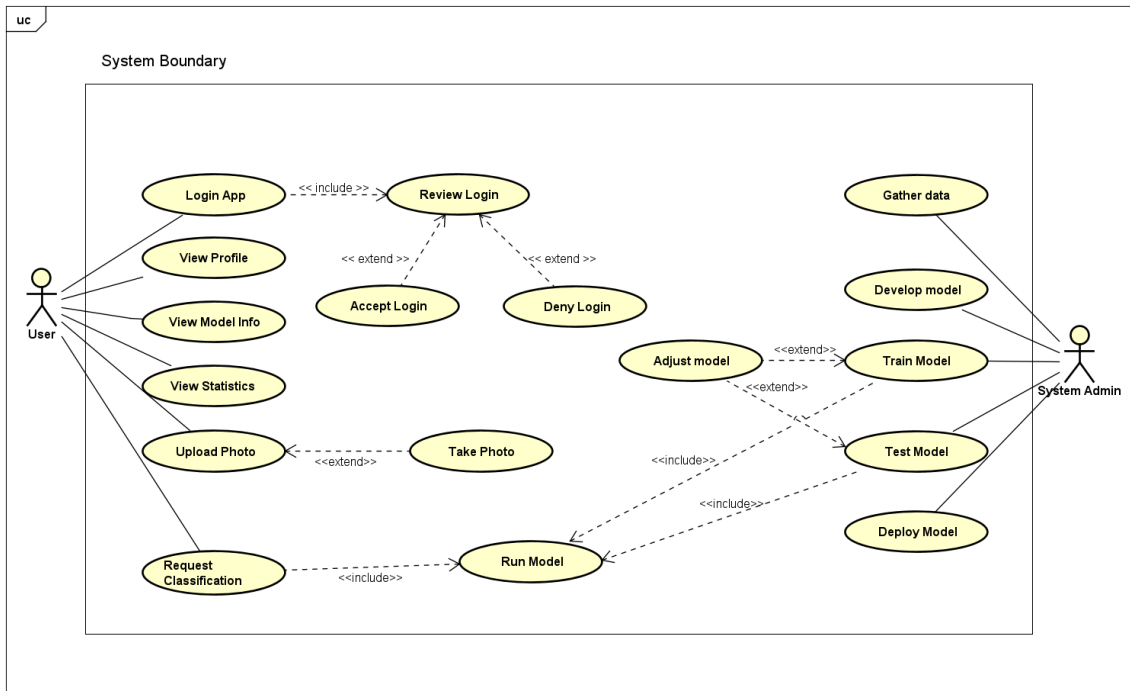 uc
System Boundary
Login App
<< include >>
Review Login
Gather data
View Profile
<< extend >>
<< extend >>
Develop model
Accept Login
Deny Login
View Model Info
User
Adjust model
<<extend>>
Train Model
System Admin
View Statistics
<<extend>>
Upload Photo
<<extend>>
Take Photo
<<include>>
Test Model
<<include>>
Deploy Model
Request
Classification
<<include>>
Run Model